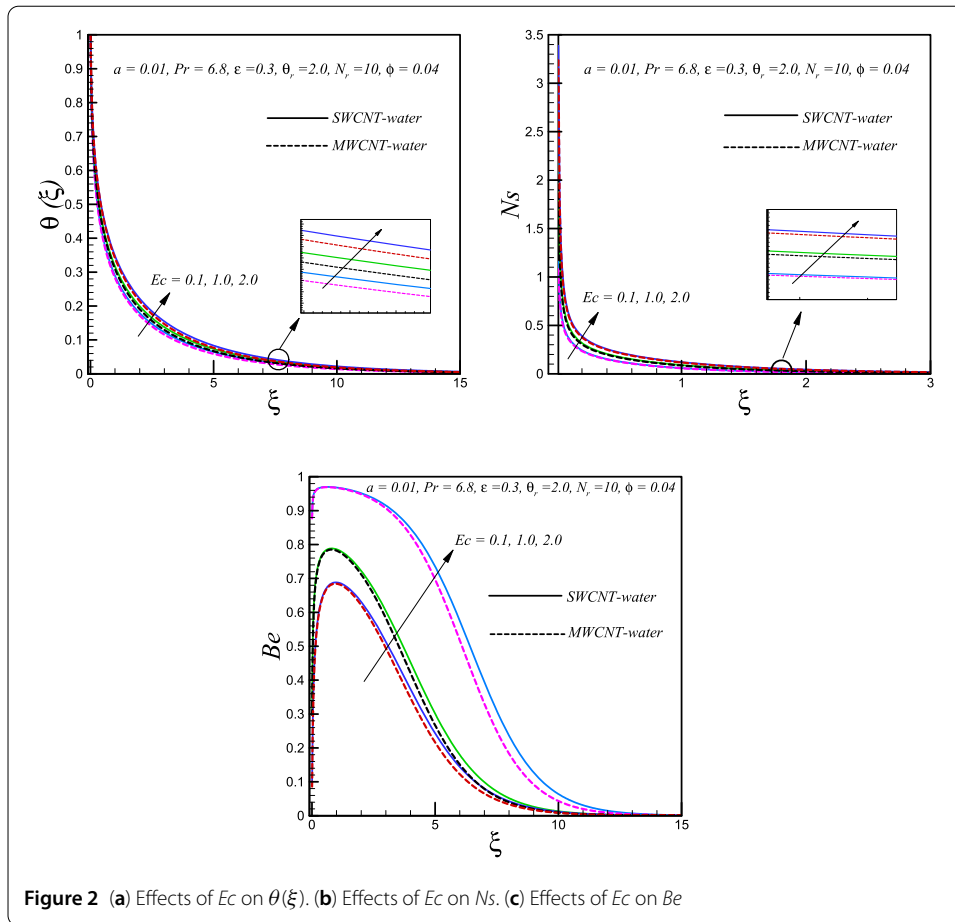 1
0.9
0.8
0.7
0.6
0.5
0.4
0.3
0.2
0.1
0
0
5
10
15
θ (ξ)
ξ
a = 0.01, Pr = 6.8, ε =0.3, θr =2.0, Nr =10, ϕ = 0.04
SWCNT-water
MWCNT-water
Ec = 0.1, 1.0, 2.0
3.5
3
2.5
2
1.5
1
0.5
0
1
2
3
Ns
ξ
a = 0.01, Pr = 6.8, ε =0.3, θr =2.0, Nr =10, ϕ = 0.04
SWCNT-water
MWCNT-water
Ec = 0.1, 1.0, 2.0
1
0.9
0.8
0.7
0.6
0.5
0.4
0.3
0.2
0.1
0
0
5
10
15
Be
ξ
a = 0.01, Pr = 6.8, ε =0.3, θr =2.0, Nr =10, ϕ = 0.04
Ec = 0.1, 1.0, 2.0
SWCNT-water
MWCNT-water
Figure 2 (a) Effects of Ec on θ(ξ). (b) Effects of Ec on Ns. (c) Effects of Ec on Be